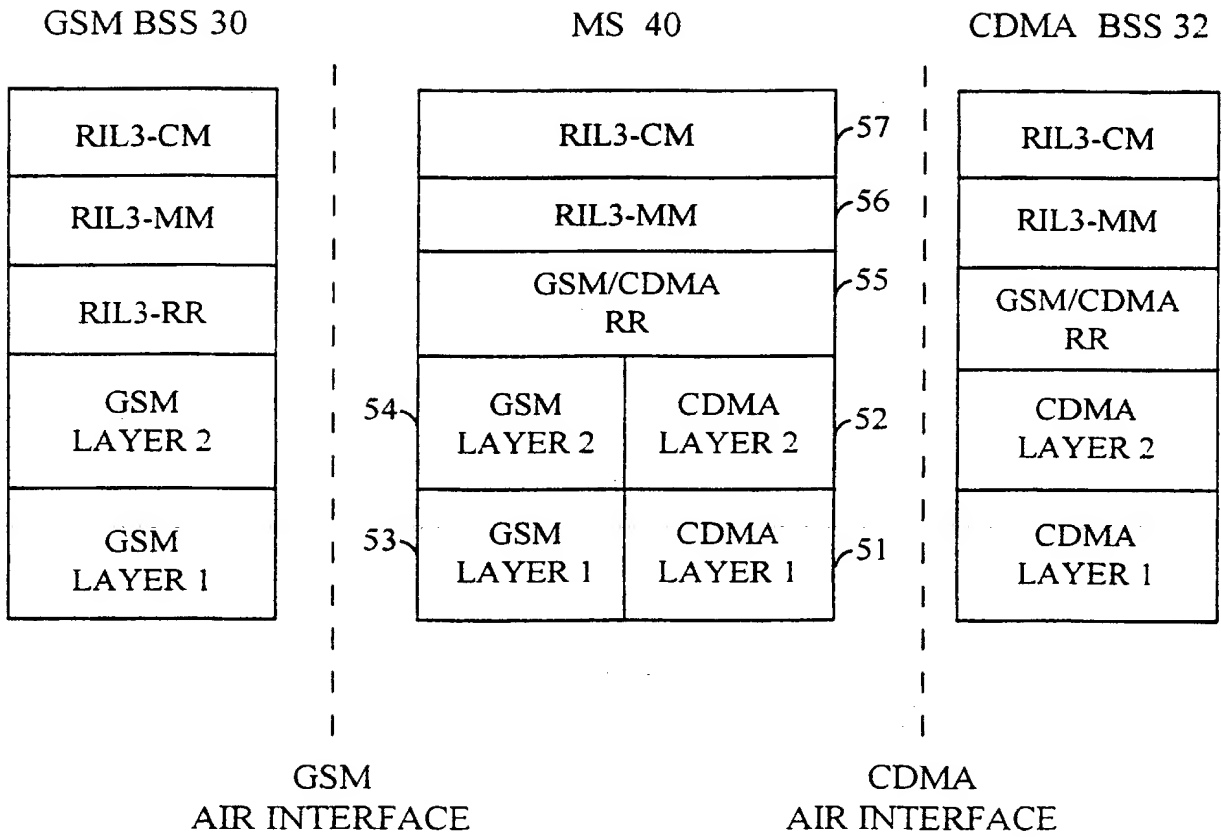 GSM BSS 30
MS 40
CDMA BSS 32
RIL3-CM
RIL3-MM
RIL3-RR
GSM
LAYER 2
GSM
LAYER 1
RIL3-CM
57
RIL3-MM
56
GSM/CDMA
RR
55
54
GSM
LAYER 2
CDMA
LAYER 2
52
53
GSM
LAYER 1
CDMA
LAYER 1
51
RIL3-CM
RIL3-MM
GSM/CDMA
RR
CDMA
LAYER 2
CDMA
LAYER 1
GSM
AIR INTERFACE
CDMA
AIR INTERFACE